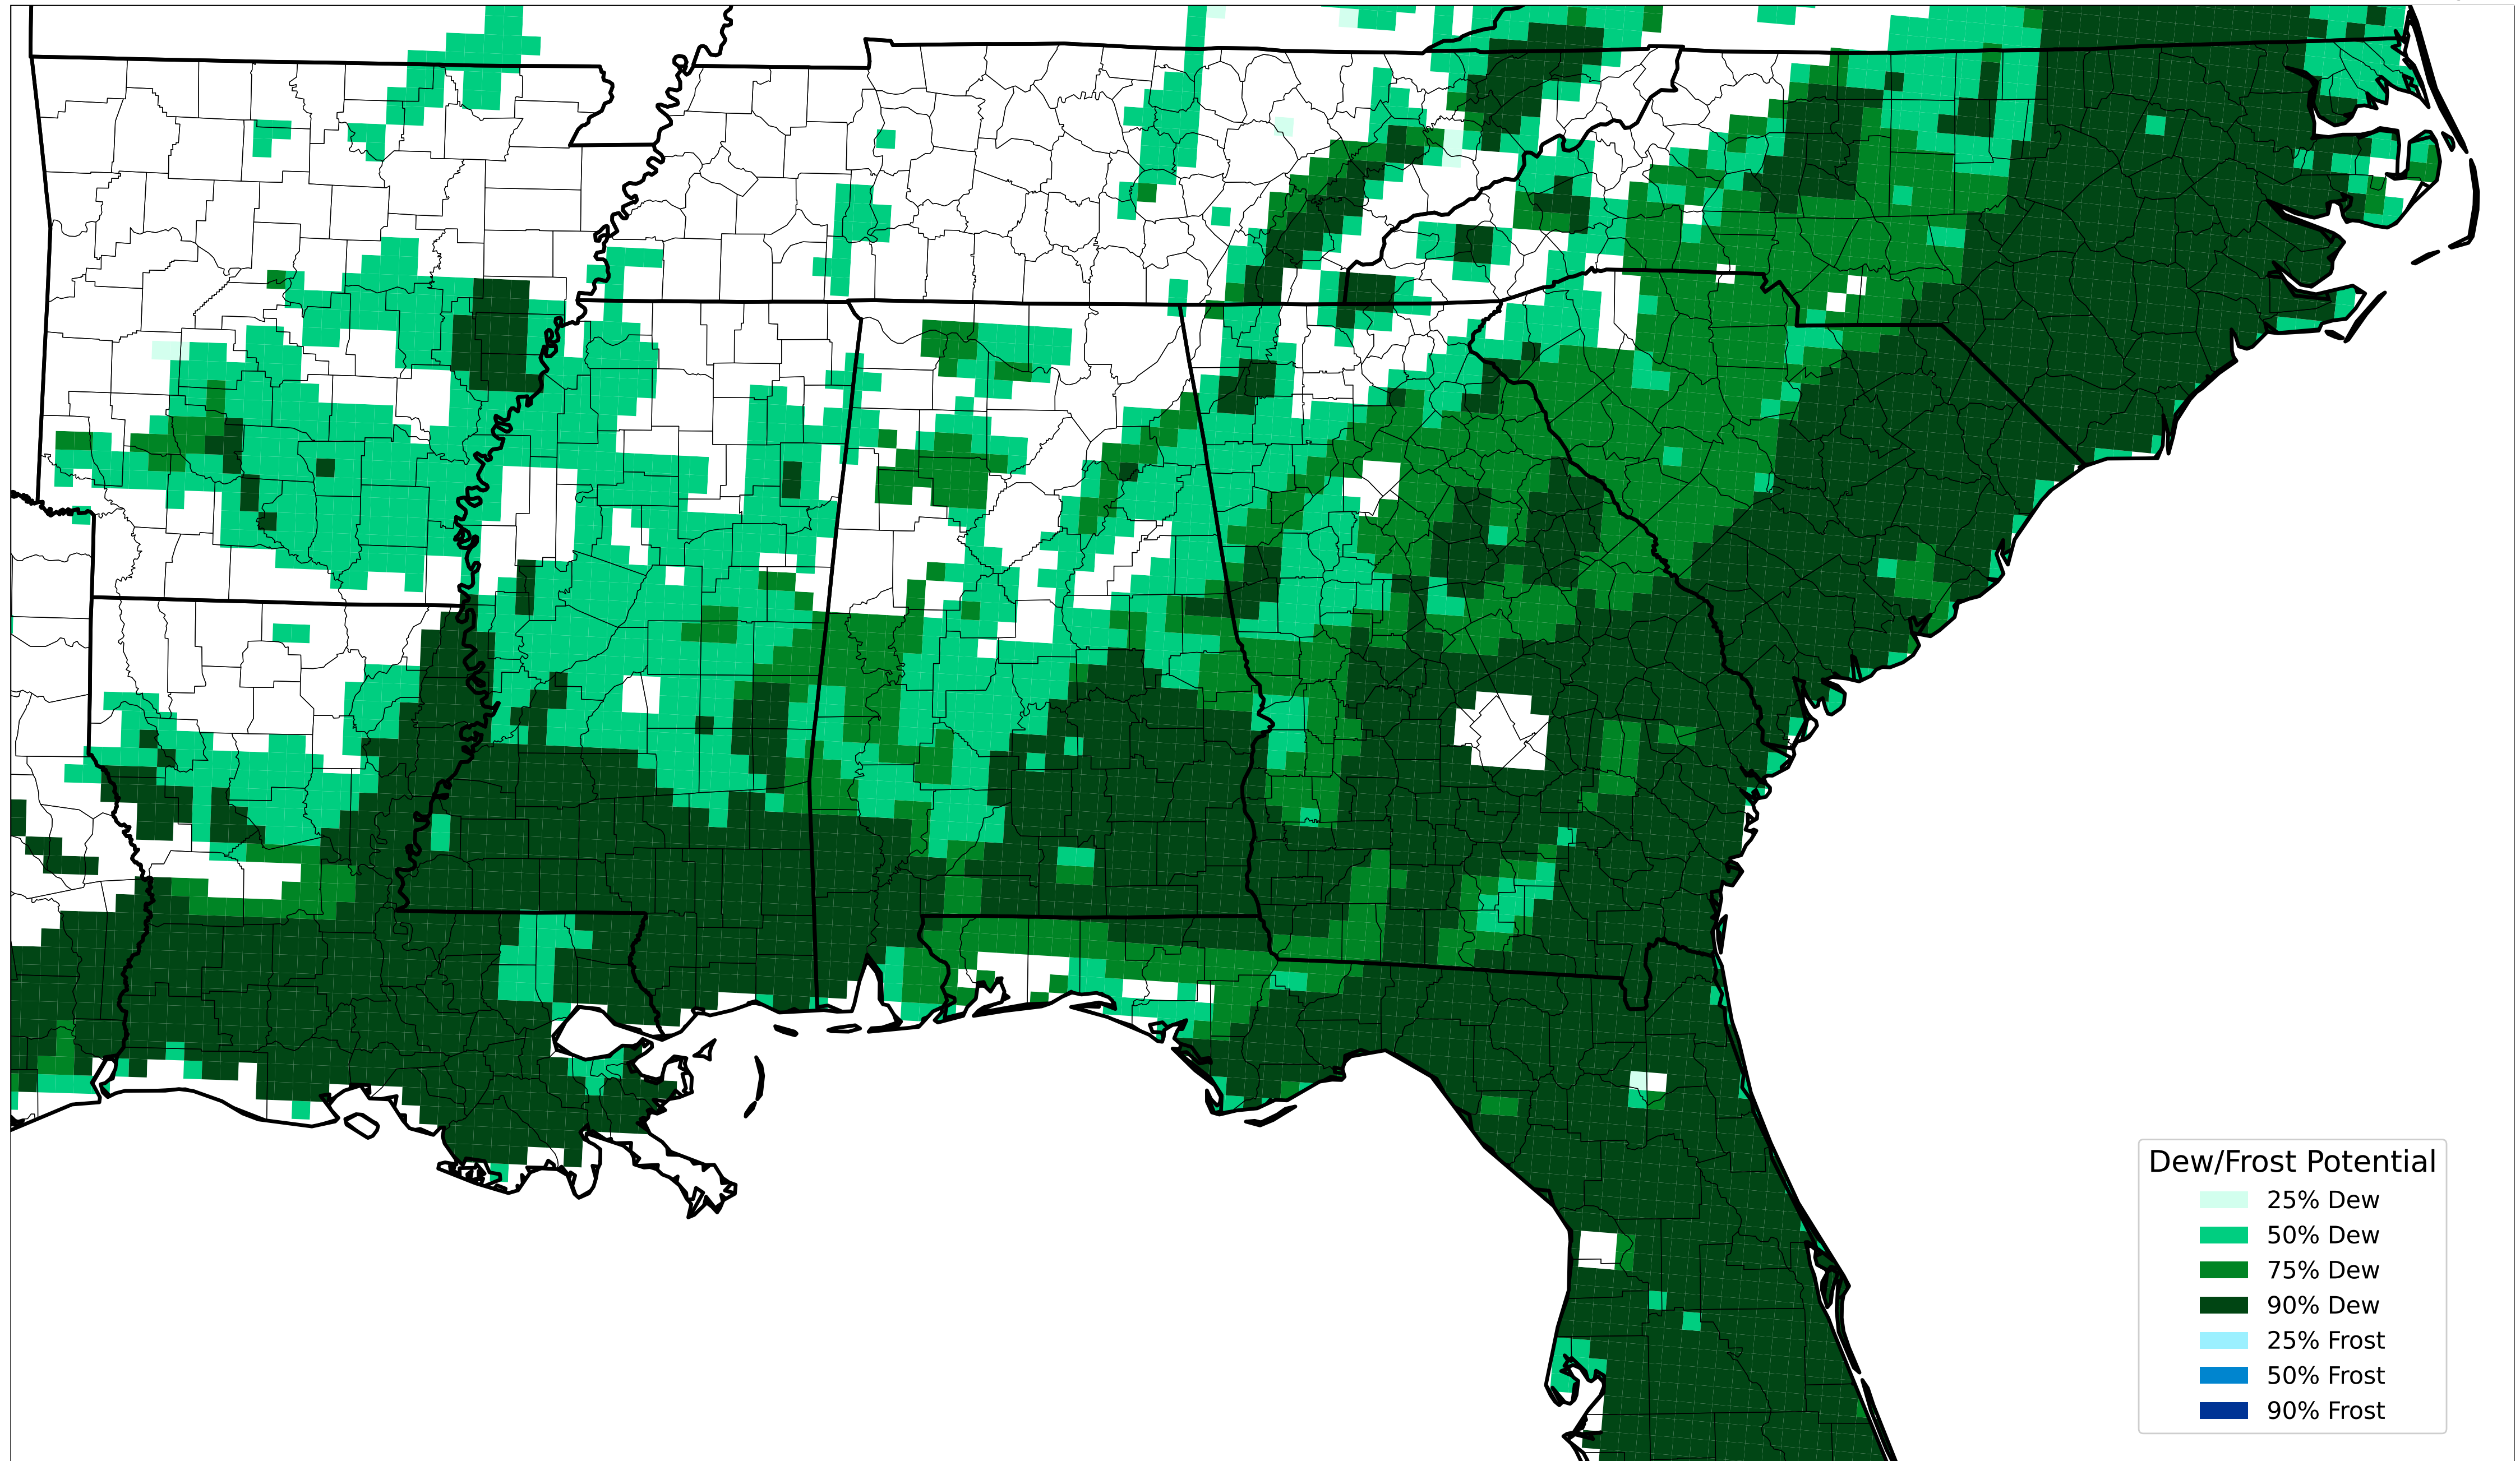 Dew/Frost Potential
25% Dew
50% Dew
75% Dew
90% Dew
25% Frost
50% Frost
90% Frost